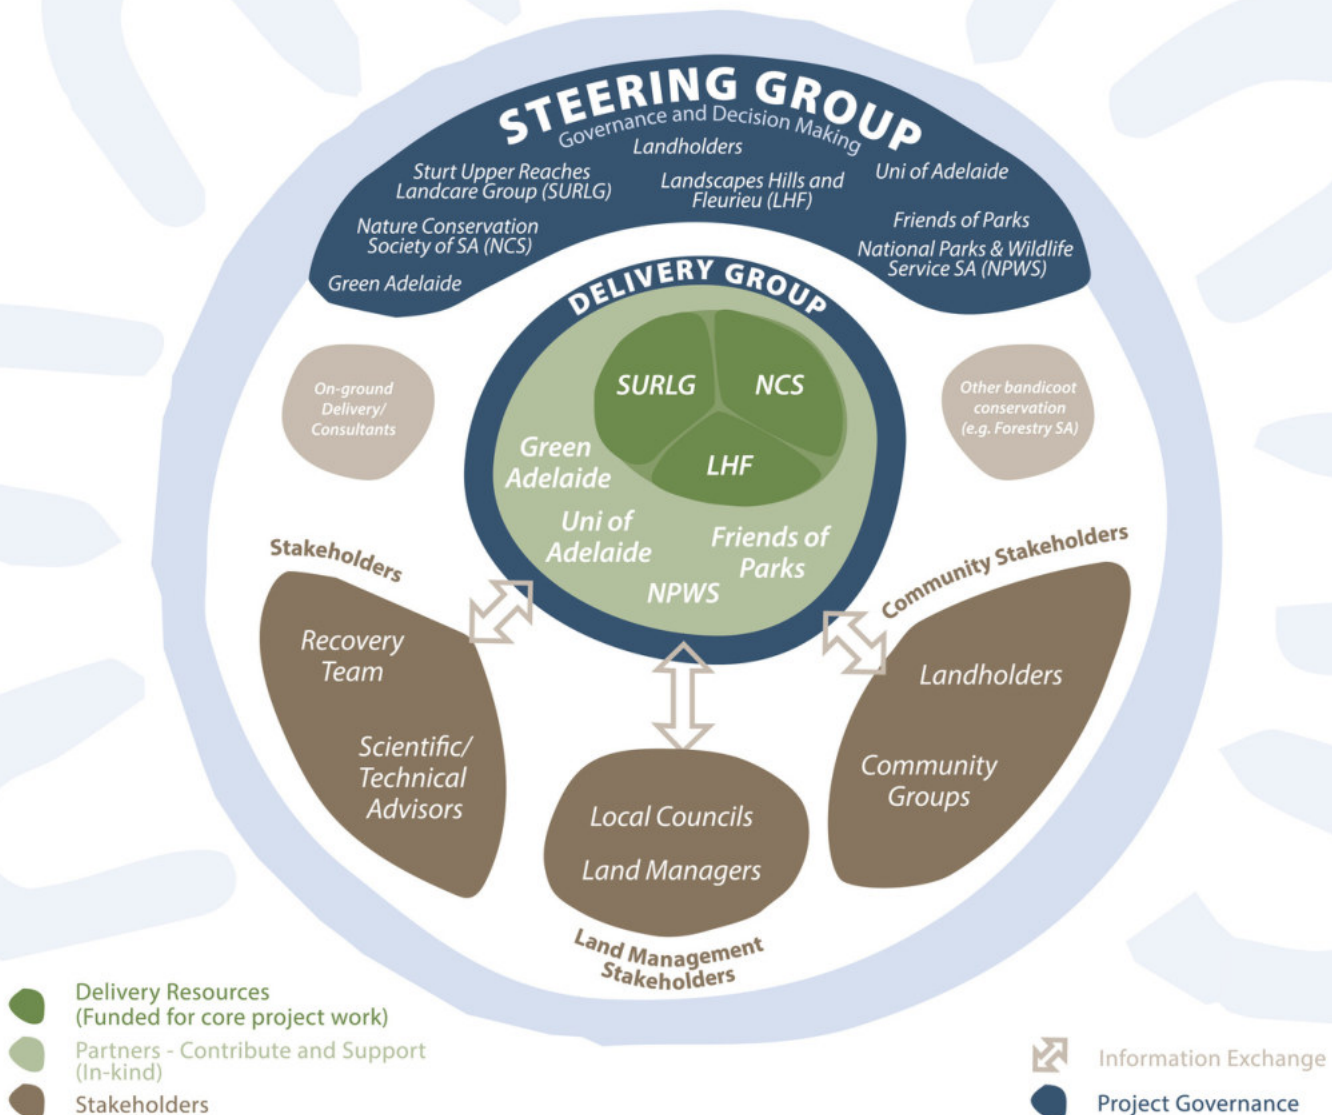 STEERING GROUP
Governance and Decision Making
Landholders
Sturt Upper Reaches
Landcare Group (SURLG)
Landscapes Hills and
Fleurieu (LHF)
Uni of Adelaide
Nature Conservation
Society of SA (NCS)
Friends of Parks
National Parks & Wildlife
Service SA (NPWS)
Green Adelaide
DELIVERY GROUP
SURLG
NCS
LHF
Green
Adelaide
Uni of
Adelaide
Friends of
Parks
NPWS
On-ground
Delivery/
Consultants
Other bandicoot
conservation
(e.g. Forestry SA)
Stakeholders
Recovery
Team
Scientific/
Technical
Advisors
Local Councils
Land Managers
Land Management
Stakeholders
Community Stakeholders
Landholders
Community
Groups
Delivery Resources
(Funded for core project work)
Partners - Contribute and Support
(In-kind)
Stakeholders
Information Exchange
Project Governance